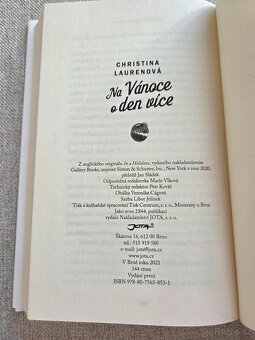 CHRISTINA
LAURENOVÁ
Na Vánoce
o den více
Z anglického originálu In a Holidaze, vydaného nakladatelstvím
Gallery Books, imprint Simon & Schuster, Inc., New York v roce 2020,
přeložil Jan Sládek
Odpovědná redaktorka Marie Vlková
Technický redaktor Petr Kovář
Obálka Veronika Cágova
Sazba Libor Jelínek
Tisk a knihařské zpracování Tisk Centrum, s. r. o., Moravany u Brna
Jako svou 2844. publikaci
vydalo Nakladatelství JOTA, s. r. o.
JOTA
Škárova 16, 612 00 Brno
tel.: 515 919 580
e-mail: jota@jota.cz
www.jota.cz
V Brně roku 2021
344 stran
Vydání první
ISBN 978-80-7565-853-1